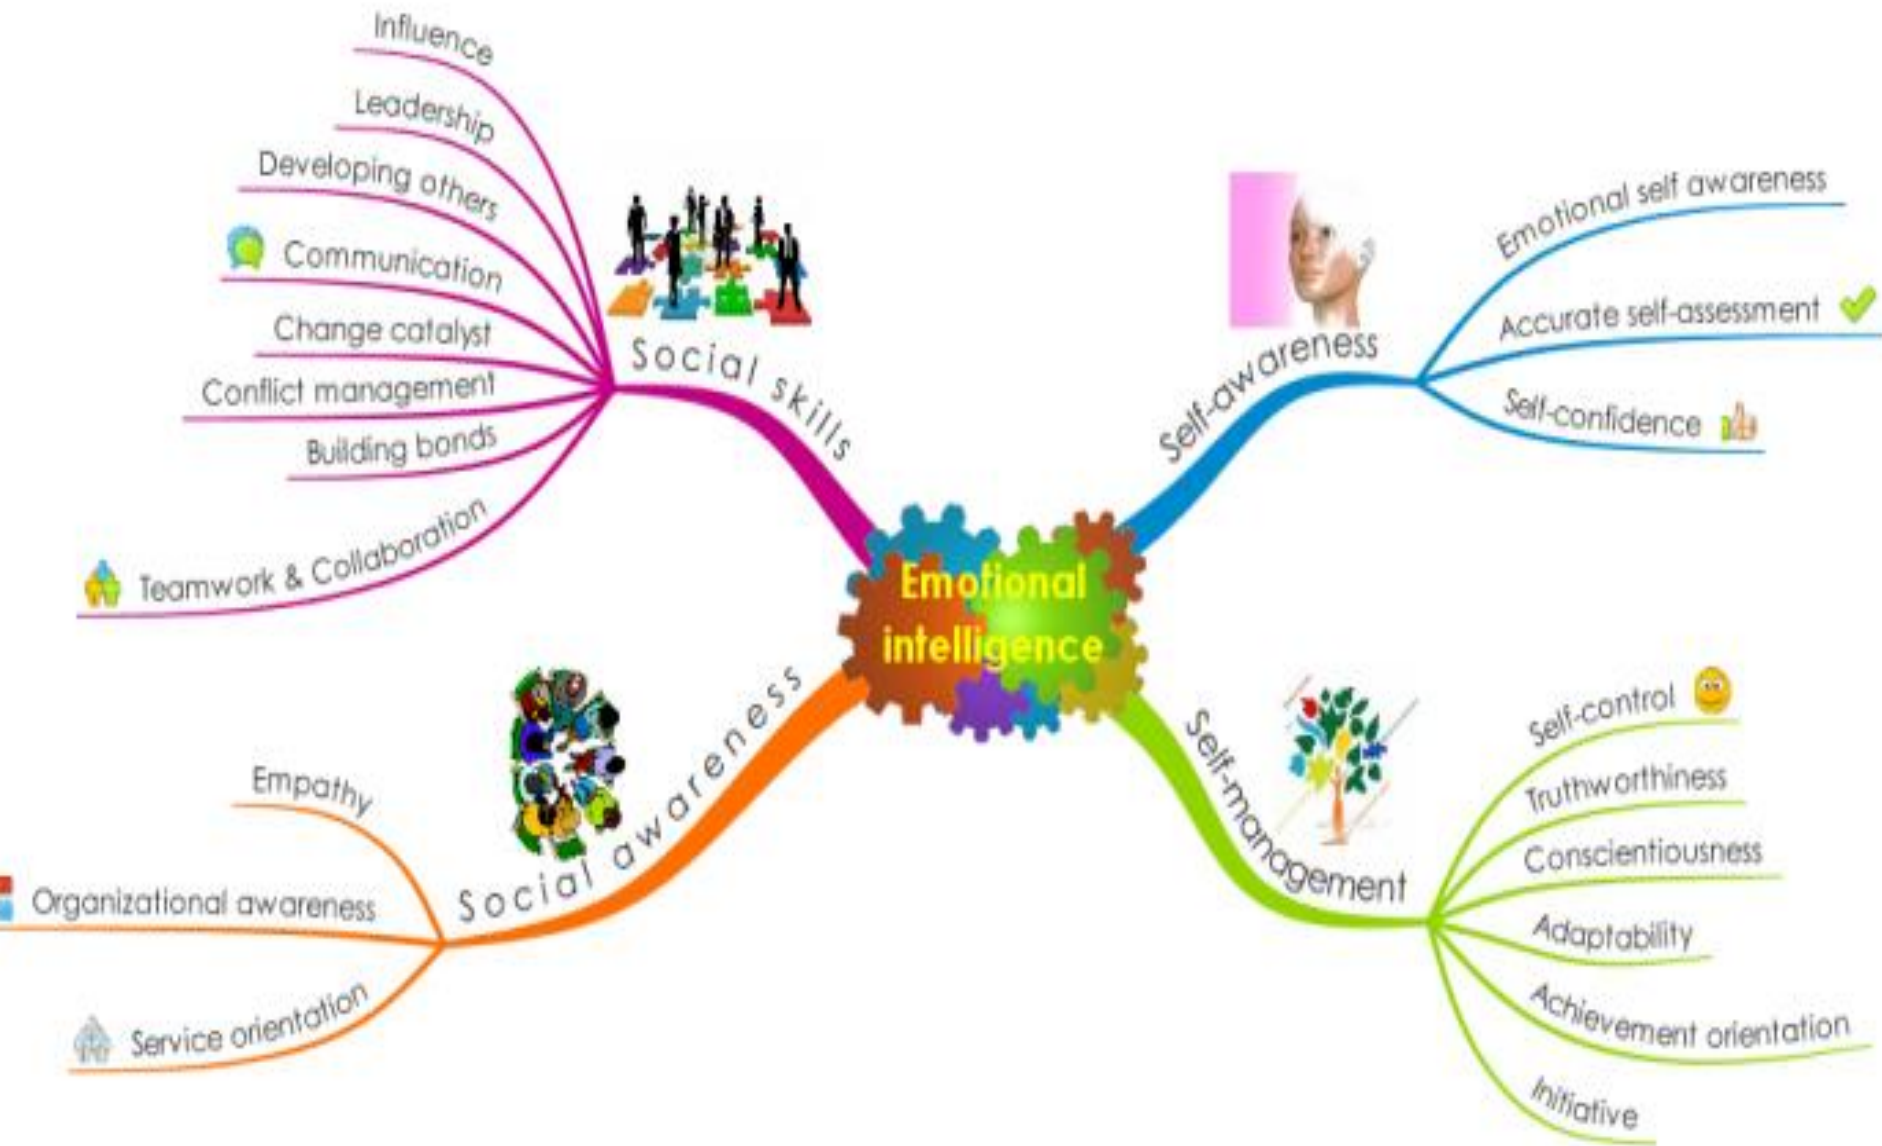 Emotional
intelligence
Social skills
Influence
Leadership
Developing others
Communication
Change catalyst
Conflict management
Building bonds
Teamwork & Collaboration
Self-awareness
Emotional self awareness
Accurate self-assessment
Self-confidence
Social awareness
Empathy
Organizational awareness
Service orientation
Self-management
Self-control
Truthworthiness
Conscientiousness
Adaptability
Achievement orientation
Initiative